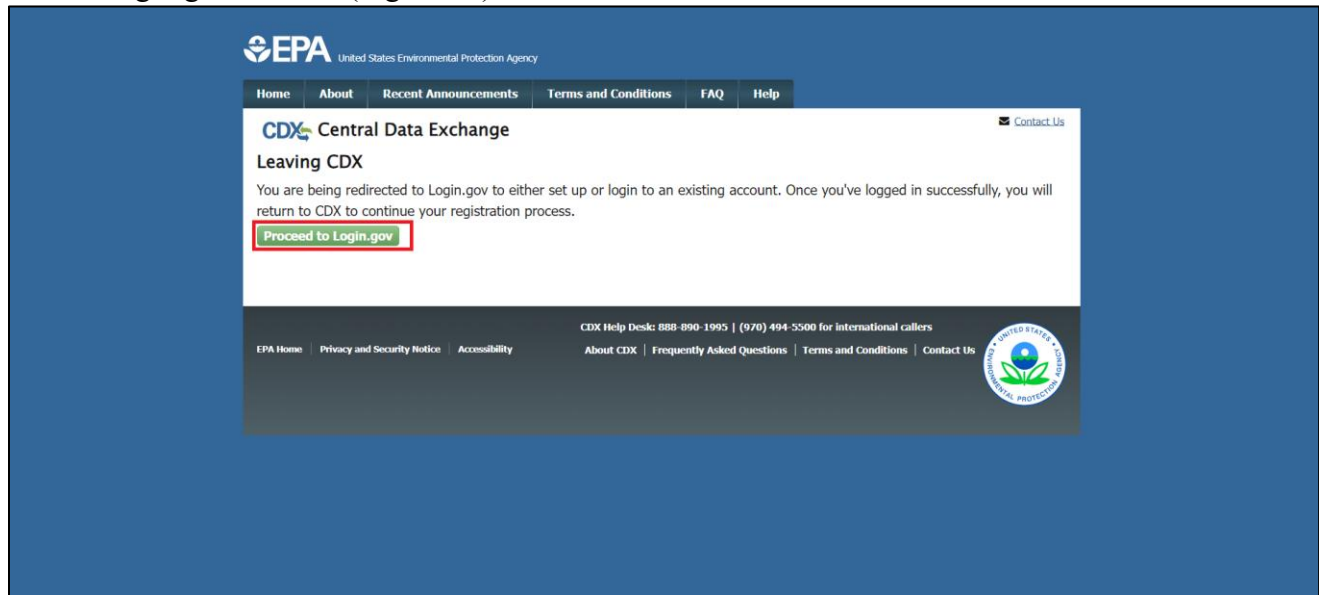 EPA United States Environmental Protection Agency
Home About Recent Announcements Terms and Conditions FAQ Help
CDX Central Data Exchange
Contact Us
Leaving CDX
You are being redirected to Login.gov to either set up or login to an existing account. Once you've logged in successfully, you will
return to CDX to continue your registration process.
Proceed to Login.gov
CDX Help Desk: 888-890-1995 | (970) 494-5500 for international callers
EPA Home | Privacy and Security Notice | Accessibility
About CDX | Frequently Asked Questions | Terms and Conditions | Contact Us
UNITED STATES ENVIRONMENTAL PROTECTION AGENCY